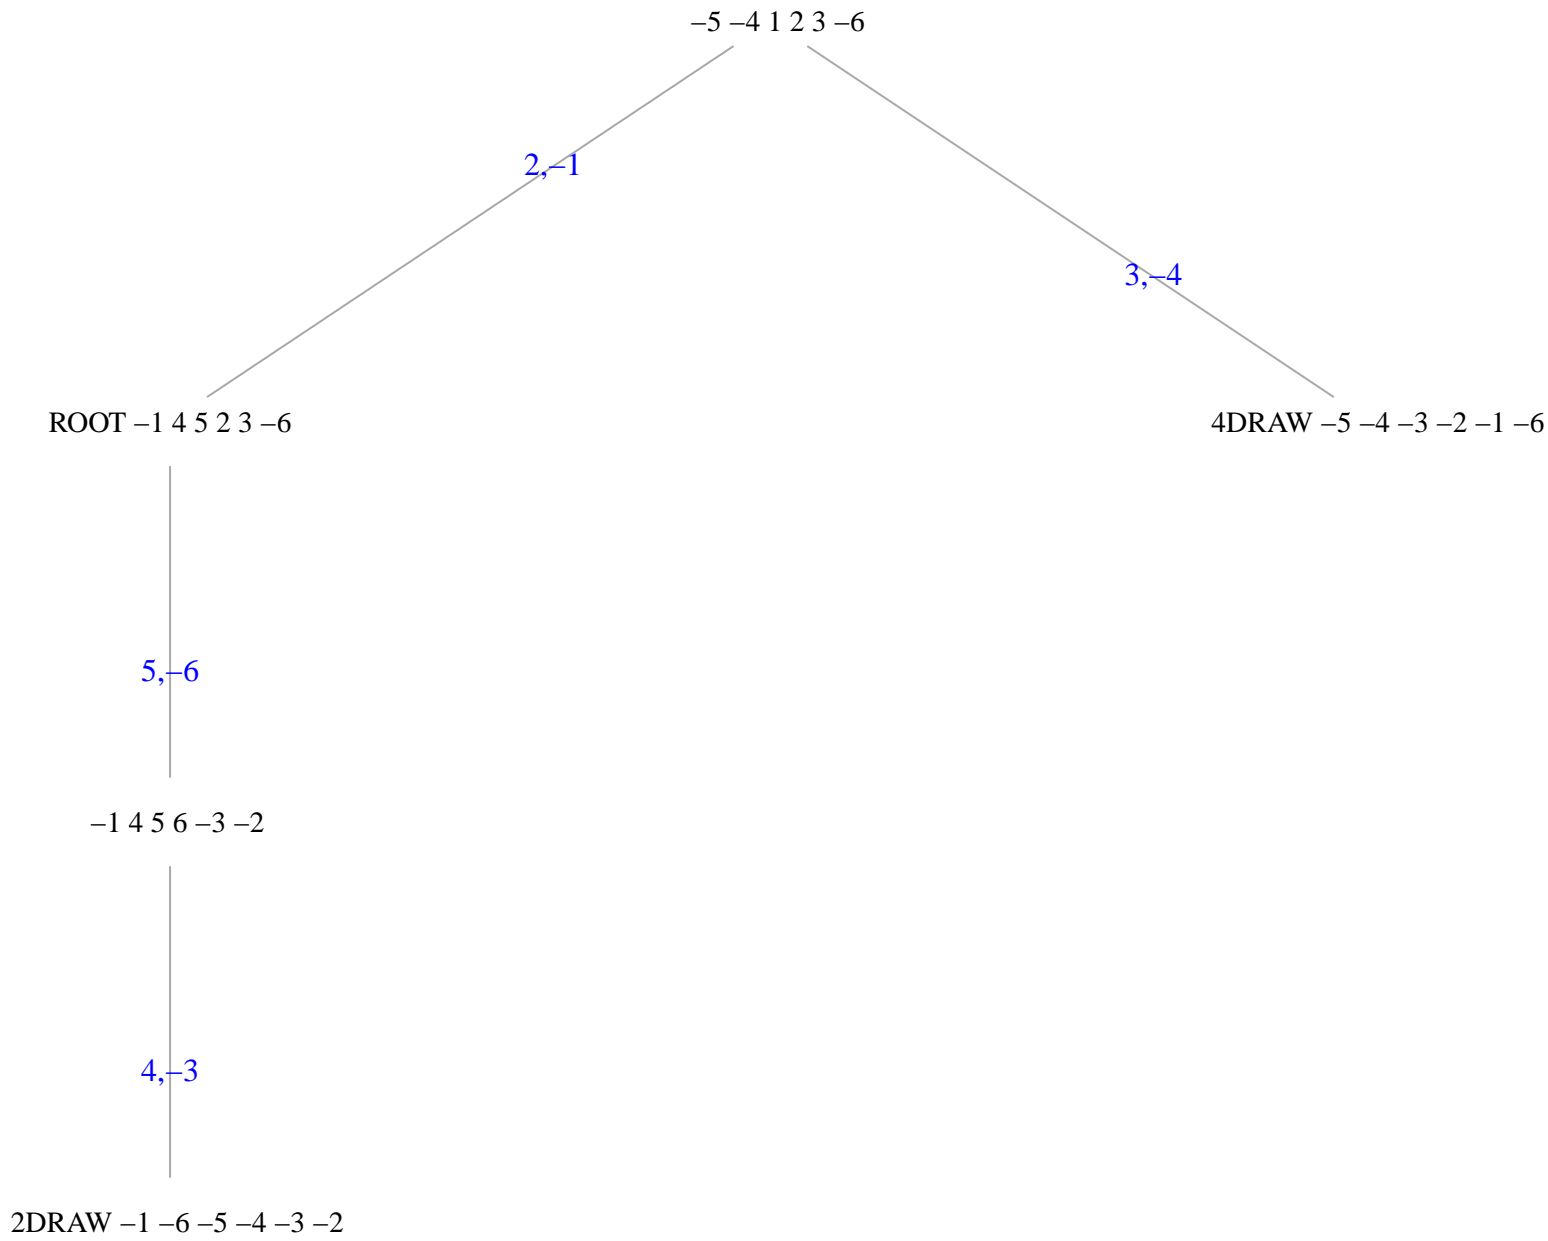 –5 –4 1 2 3 –6
2,–1
3,–4
ROOT –1 4 5 2 3 –6
4DRAW –5 –4 –3 –2 –1 –6
5,–6
–1 4 5 6 –3 –2
4,–3
2DRAW –1 –6 –5 –4 –3 –2